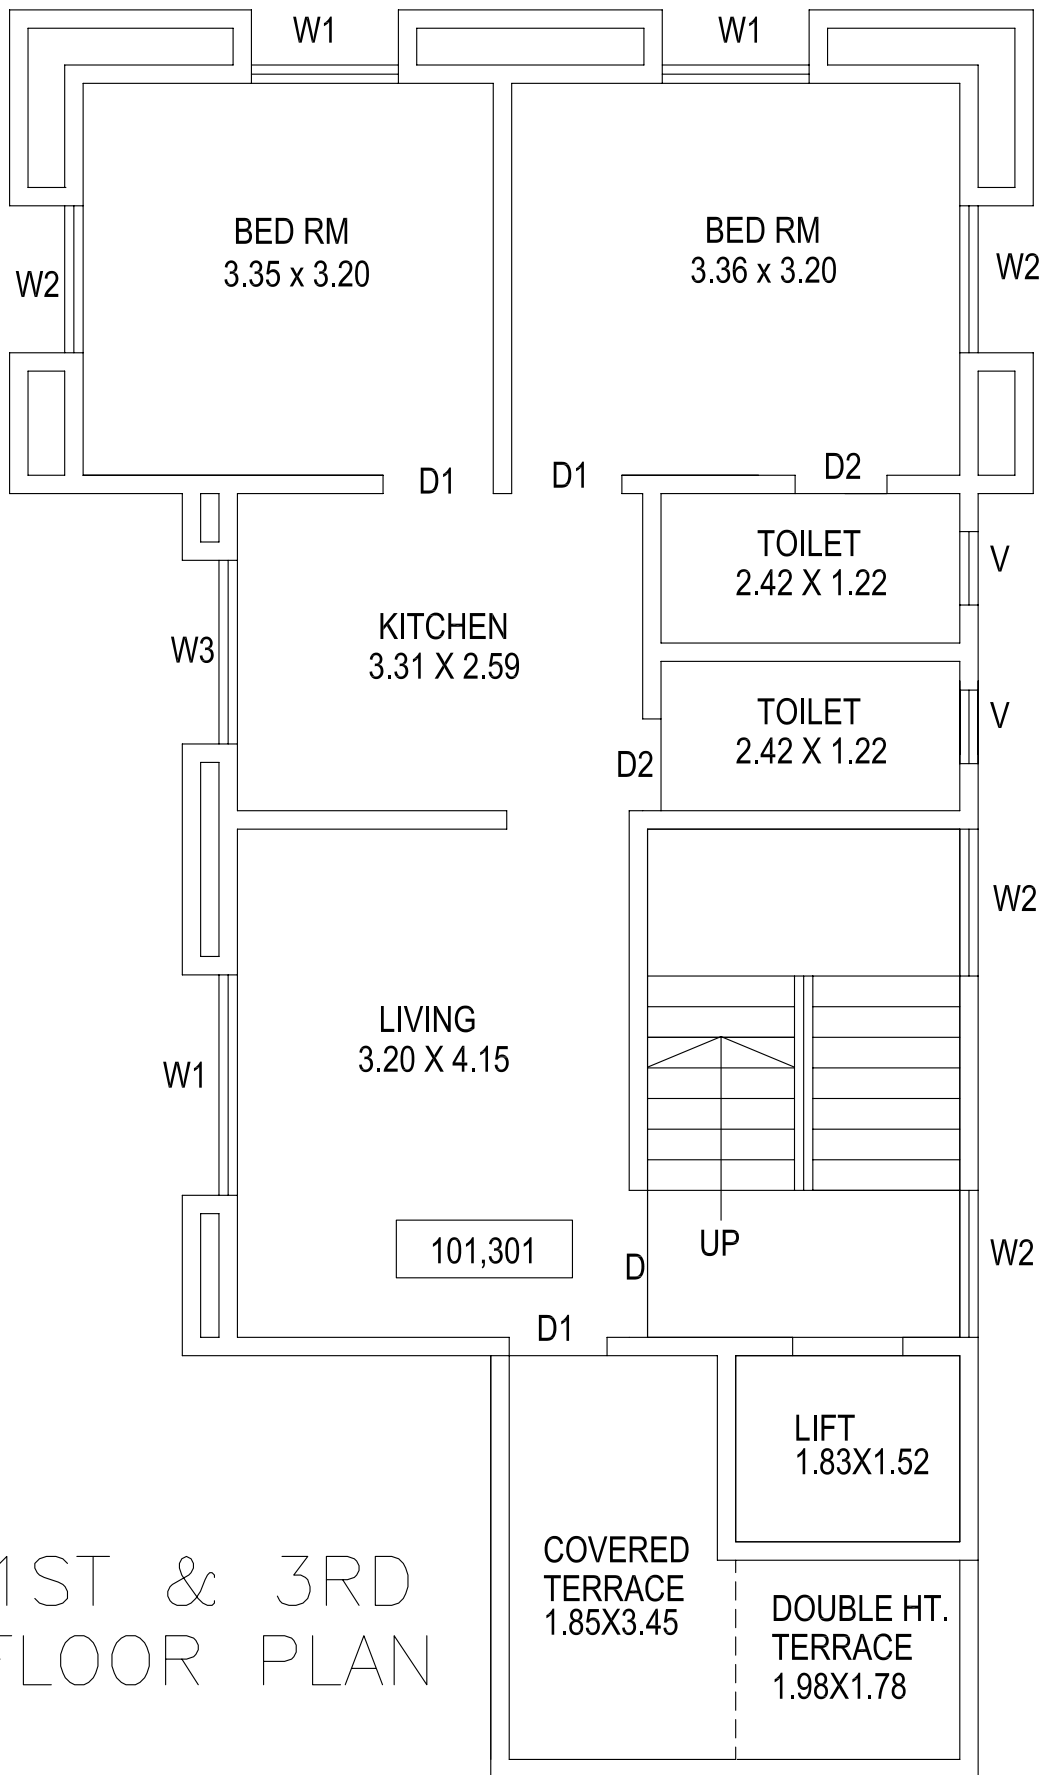 W1
W1
BED RM
3.35 x 3.20
BED RM
3.36 x 3.20
W2
W2
D1
D1
D2
TOILET
2.42 X 1.22
V
KITCHEN
3.31 X 2.59
W3
TOILET
2.42 X 1.22
V
D2
W2
LIVING
3.20 X 4.15
W1
101,301
UP
D
W2
D1
LIFT
1.83X1.52
COVERED
TERRACE
1.85X3.45
DOUBLE HT.
TERRACE
1.98X1.78
1ST & 3RD
FLOOR PLAN